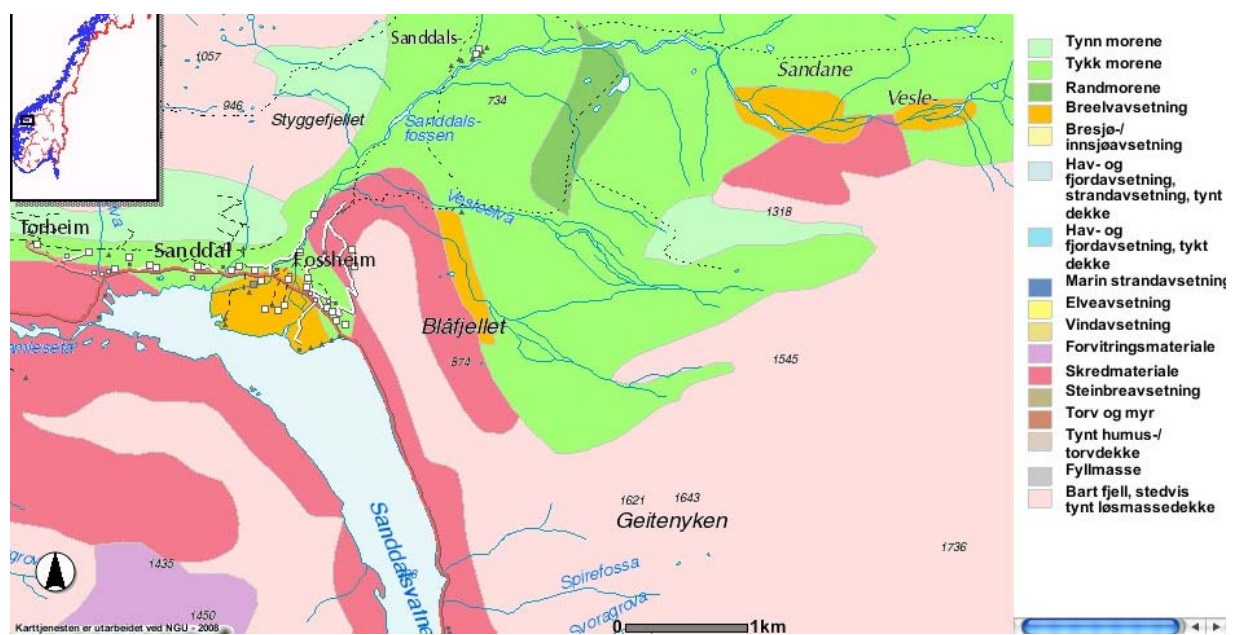 1057
946
Styggefjellet
Sanddals-
734
Sanddals-
fossen
Sandane
Vesle-
Vesleelva
1318
Torheim
Sanddal
Fossheim
Blåfjellet
874
1545
1621
1643
Geitenyken
1736
Sanddalsvatne
Spirefossa
Svoragrova
1435
1450
Karttjenesten er utarbeidet ved NGU - 2008
0 1km
Tynn morene
Tykk morene
Randmorene
Breelvavsetning
Bresjø-/
innsjøavsetning
Hav- og
fjordavsetning,
strandavsetning, tynt
dekke
Hav- og
fjordavsetning, tykt
dekke
Marin strandavsetning
Elveavsetning
Vindavsetning
Forvitringsmateriale
Skredmateriale
Steinbreavsetning
Torv og myr
Tynt humus-/
torvdekke
Fyllmasse
Bart fjell, stedvis
tynt løsmassedekke